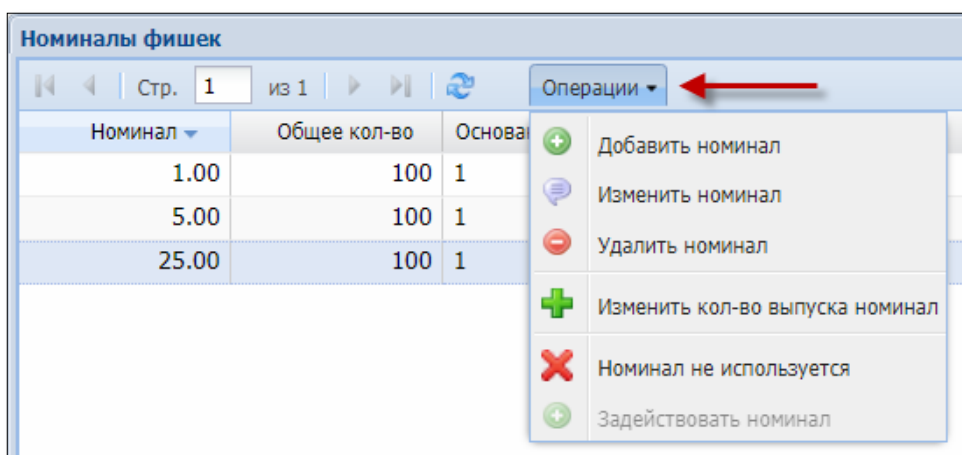 Номиналы фишек
Стр. 1 из 1 Операции
Номинал Общее кол-во
1.00 100 1
5.00 100 1
25.00 100 1
Добавить номинал
Изменить номинал
Удалить номинал
Изменить кол-во выпуска номинал
Номинал не используется
Задействовать номинал